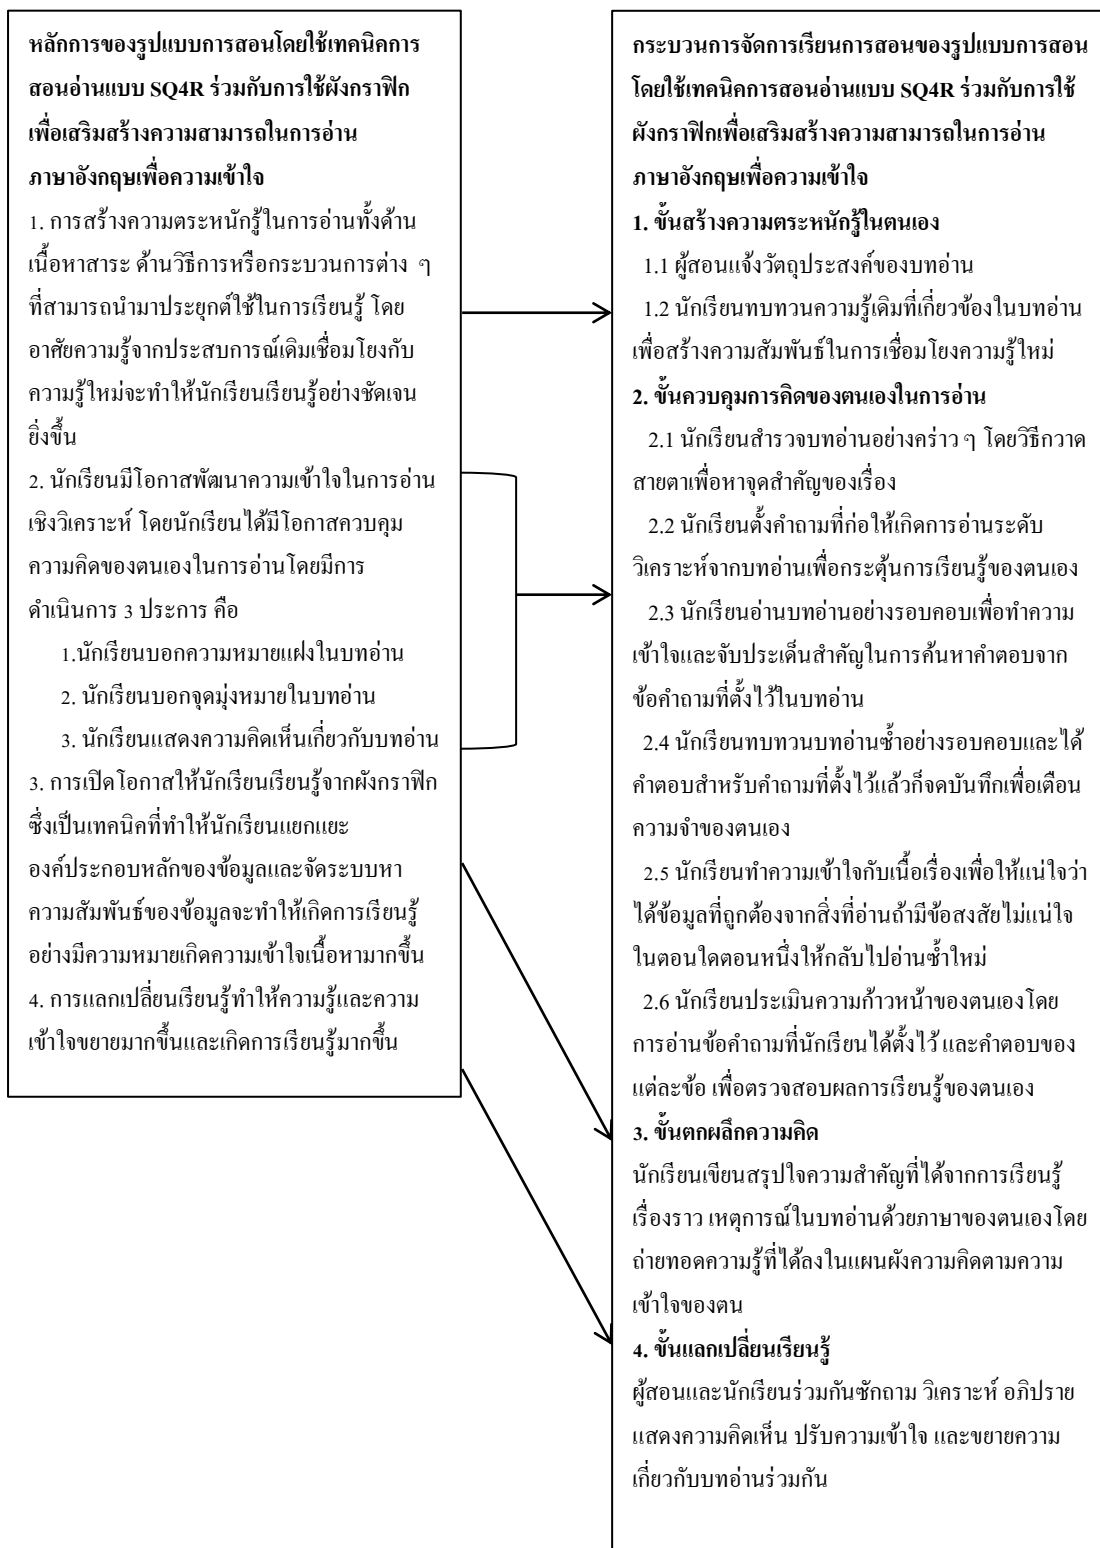 หลักการของรูปแบบการสอนโดยใช้เทคนิคการ
สอนอ่านแบบ SQ4R ร่วมกับการใช้ผังกราฟิก
เพื่อเสริมสร้างความสามารถในการอ่าน
ภาษาอังกฤษเพื่อความเข้าใจ
1. การสร้างความตระหนักรู้ในการอ่านทั้งด้าน
เนื้อหาสาระ ด้านวิธีการหรือกระบวนการต่าง ๆ
ที่สามารถนำมาประยุกต์ใช้ในการเรียนรู้ โดย
อาศัยความรู้จากประสบการณ์เดิมเชื่อมโยงกับ
ความรู้ใหม่จะทำให้นักเรียนเรียนรู้อย่างชัดเจน
ยิ่งขึ้น
2. นักเรียนมีโอกาสพัฒนาความเข้าใจในการอ่าน
เชิงวิเคราะห์ โดยนักเรียนได้มีโอกาสควบคุม
ความคิดของตนเองในการอ่านโดยมีการ
ดำเนินการ 3 ประการ คือ
1.นักเรียนบอกความหมายแฝงในบทอ่าน
2. นักเรียนบอกจุดมุ่งหมายในบทอ่าน
3. นักเรียนแสดงความคิดเห็นเกี่ยวกับบทอ่าน
3. การเปิดโอกาสให้นักเรียนเรียนรู้จากผังกราฟิก
ซึ่งเป็นเทคนิคที่ทำให้นักเรียนแยกแยะ
องค์ประกอบหลักของข้อมูลและจัดระบบหา
ความสัมพันธ์ของข้อมูลจะทำให้เกิดการเรียนรู้
อย่างมีความหมายเกิดความเข้าใจเนื้อหามากขึ้น
4. การแลกเปลี่ยนเรียนรู้ทำให้ความรู้และความ
เข้าใจขยายมากขึ้นและเกิดการเรียนรู้มากขึ้น
กระบวนการจัดการเรียนการสอนของรูปแบบการสอน
โดยใช้เทคนิคการสอนอ่านแบบ SQ4R ร่วมกับการใช้
ผังกราฟิกเพื่อเสริมสร้างความสามารถในการอ่าน
ภาษาอังกฤษเพื่อความเข้าใจ
1. ขั้นสร้างความตระหนักรู้ในตนเอง
1.1 ผู้สอนแจ้งวัตถุประสงค์ของบทอ่าน
1.2 นักเรียนทบทวนความรู้เดิมที่เกี่ยวข้องในบทอ่าน
เพื่อสร้างความสัมพันธ์ในการเชื่อมโยงความรู้ใหม่
2. ขั้นควบคุมการคิดของตนเองในการอ่าน
2.1 นักเรียนสำรวจบทอ่านอย่างคร่าว ๆ โดยวิธีกวาด
สายตาเพื่อหาจุดสำคัญของเรื่อง
2.2 นักเรียนตั้งคำถามที่ก่อให้เกิดการอ่านระดับ
วิเคราะห์จากบทอ่านเพื่อกระตุ้นการเรียนรู้ของตนเอง
2.3 นักเรียนอ่านบทอ่านอย่างรอบคอบเพื่อทำความ
เข้าใจและจับประเด็นสำคัญในการค้นหาคำตอบจาก
ข้อคำถามที่ตั้งไว้ในบทอ่าน
2.4 นักเรียนทบทวนบทอ่านซ้ำอย่างรอบคอบและได้
คำตอบสำหรับคำถามที่ตั้งไว้แล้วก็จดบันทึกเพื่อเตือน
ความจำของตนเอง
2.5 นักเรียนทำความเข้าใจกับเนื้อเรื่องเพื่อให้แน่ใจว่า
ได้ข้อมูลที่ถูกต้องจากสิ่งที่อ่านถ้ามีข้อสงสัยไม่แน่ใจ
ในตอนใดตอนหนึ่งให้กลับไปอ่านซ้ำใหม่
2.6 นักเรียนประเมินความก้าวหน้าของตนเองโดย
การอ่านข้อคำถามที่นักเรียนได้ตั้งไว้ และคำตอบของ
แต่ละข้อ เพื่อตรวจสอบผลการเรียนรู้ของตนเอง
3. ขั้นตกผลึกความคิด
นักเรียนเขียนสรุปใจความสำคัญที่ได้จากการเรียนรู้
เรื่องราว เหตุการณ์ในบทอ่านด้วยภาษาของตนเองโดย
ถ่ายทอดความรู้ที่ได้ลงในแผนผังความคิดตามความ
เข้าใจของตน
4. ขั้นแลกเปลี่ยนเรียนรู้
ผู้สอนและนักเรียนร่วมกันซักถาม วิเคราะห์ อภิปราย
แสดงความคิดเห็น ปรับความเข้าใจ และขยายความ
เกี่ยวกับบทอ่านร่วมกัน